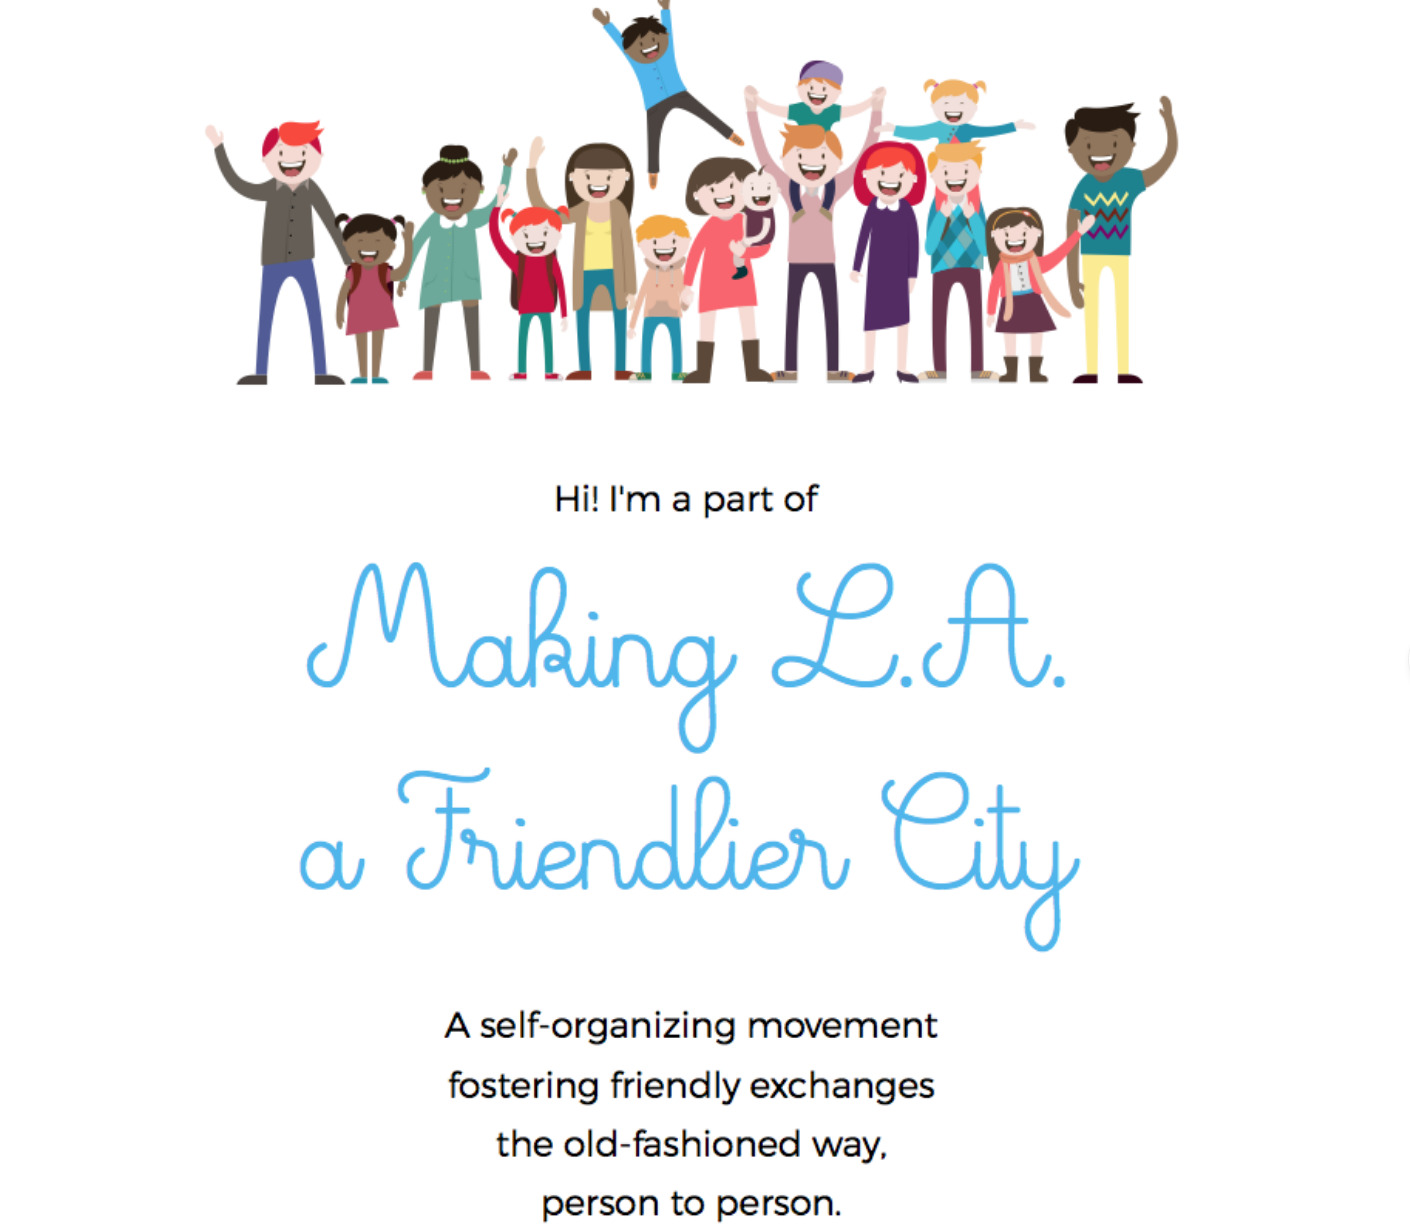 Hi! I'm a part of
Making L.A.
a Friendlier City
A self-organizing movement
fostering friendly exchanges
the old-fashioned way,
person to person.